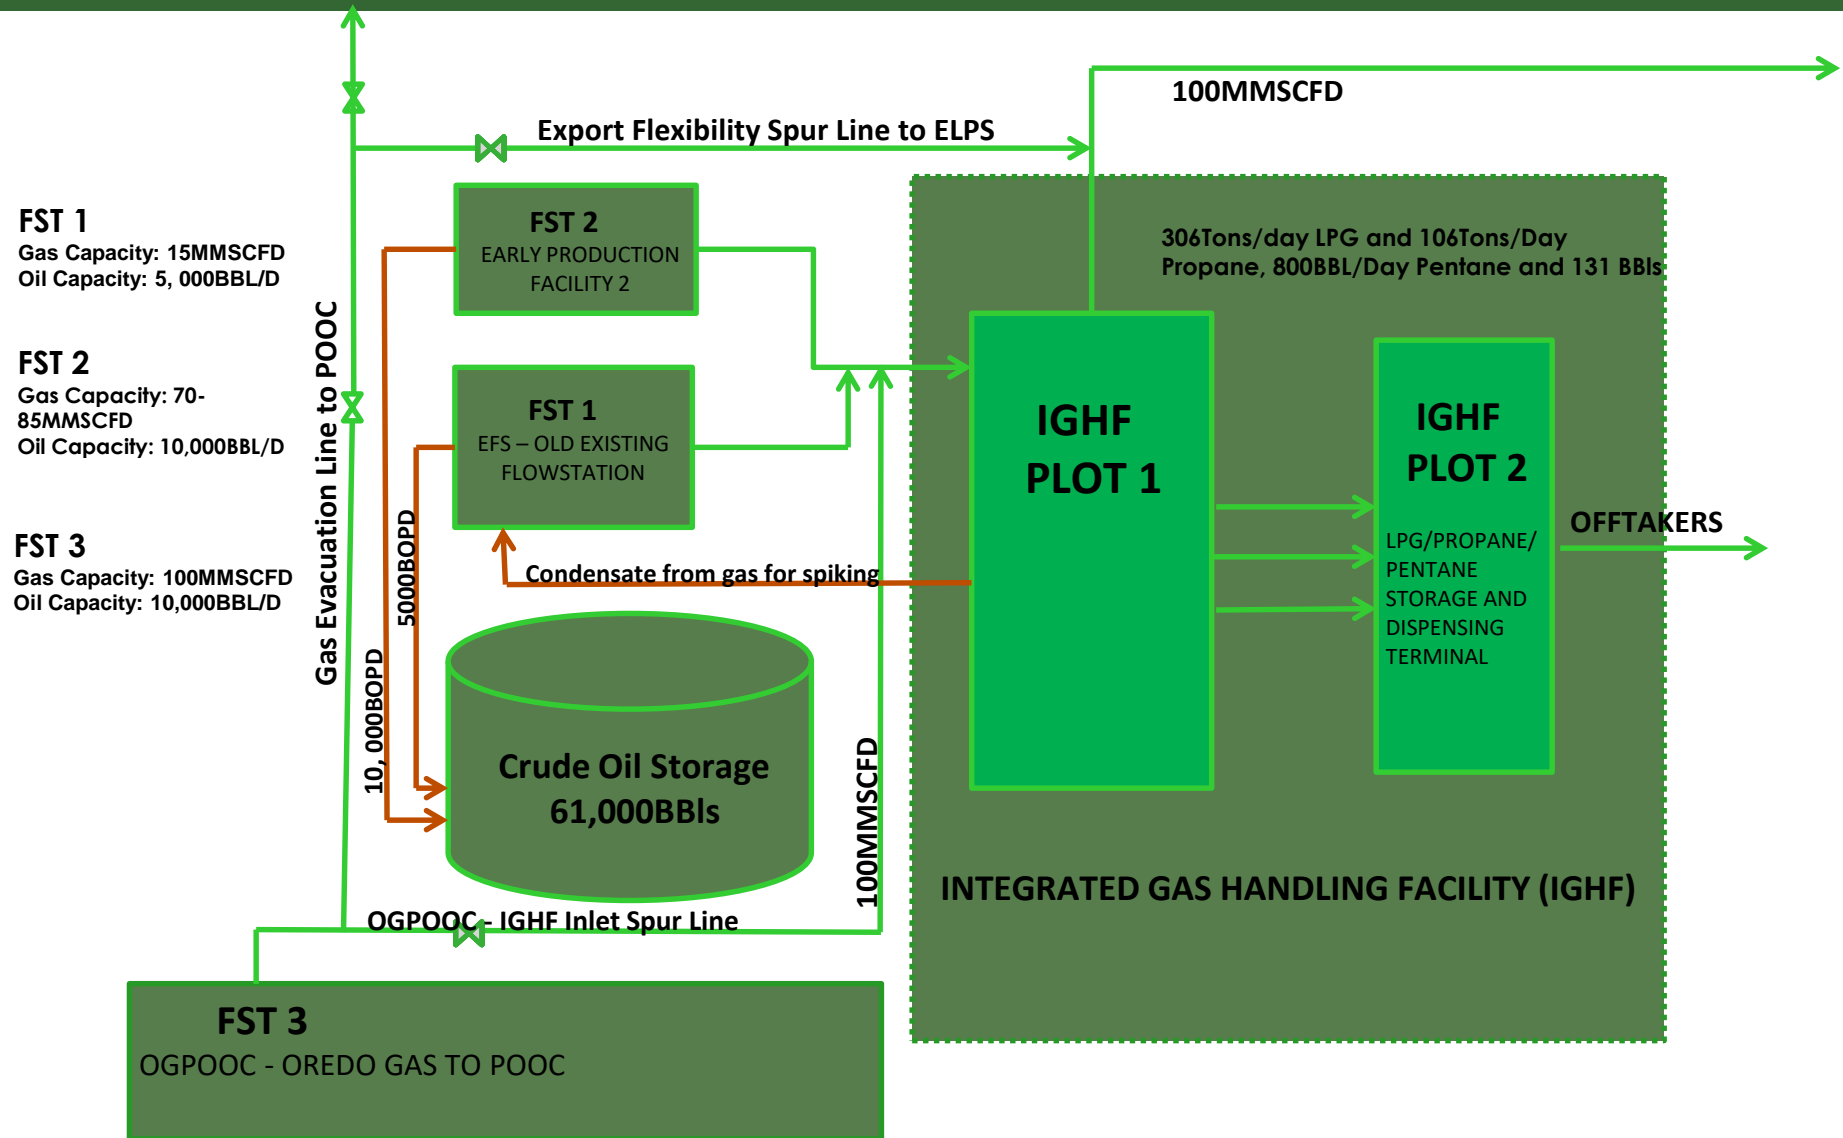 100MMSCFD
Export Flexibility Spur Line to ELPS
FST 1
Gas Capacity: 15MMSCFD
Oil Capacity: 5, 000BBL/D
FST 2
Gas Capacity: 70-
85MMSCFD
Oil Capacity: 10,000BBL/D
FST 3
Gas Capacity: 100MMSCFD
Oil Capacity: 10,000BBL/D
Gas Evacuation Line to POOC
FST 2
EARLY PRODUCTION
FACILITY 2
FST 1
EFS – OLD EXISTING
FLOWSTATION
5000BOPD
10, 000BOPD
Condensate from gas for spiking
Crude Oil Storage
61,000BBls
100MMSCFD
OGPOOC - IGHF Inlet Spur Line
FST 3
OGPOOC - OREDO GAS TO POOC
306Tons/day LPG and 106Tons/Day
Propane, 800BBL/Day Pentane and 131 BBls
IGHF
PLOT 1
IGHF
PLOT 2
LPG/PROPANE/
PENTANE
STORAGE AND
DISPENSING
TERMINAL
OFFTAKERS
INTEGRATED GAS HANDLING FACILITY (IGHF)